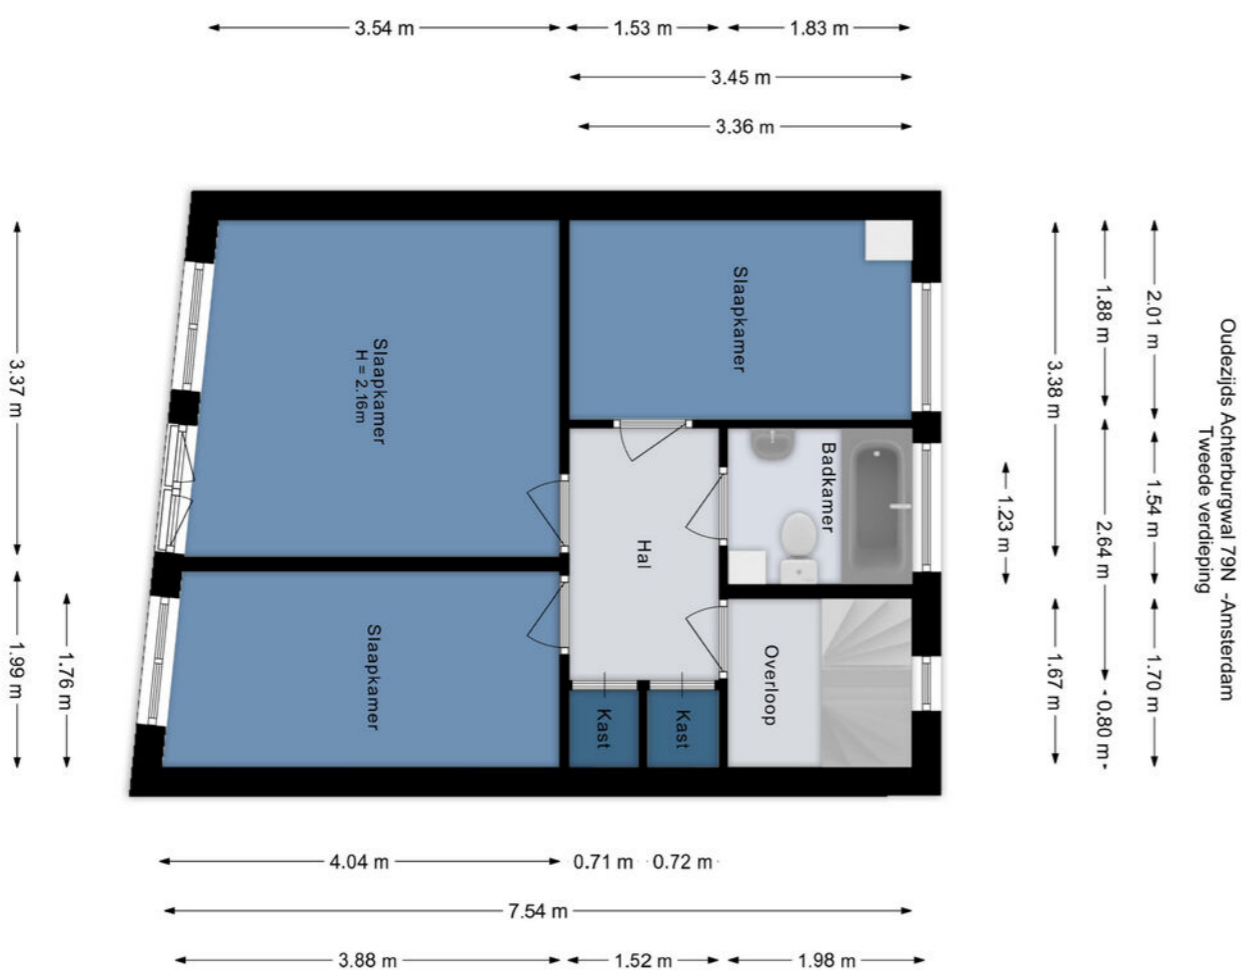 3.54 m
1.53 m
1.83 m
3.45 m
3.36 m
Oudezijds Achterburgwal 79N -Amsterdam
Tweede verdieping
2.01 m
1.88 m
3.38 m
1.54 m
2.64 m
1.23 m
1.70 m
0.80 m
1.67 m
3.37 m
1.99 m
1.76 m
Slaapkamer
H = 2.16m
Slaapkamer
Badkamer
Hal
Slaapkamer
Overloop
Kast
Kast
4.04 m
0.71 m
0.72 m
7.54 m
3.88 m
1.52 m
1.98 m